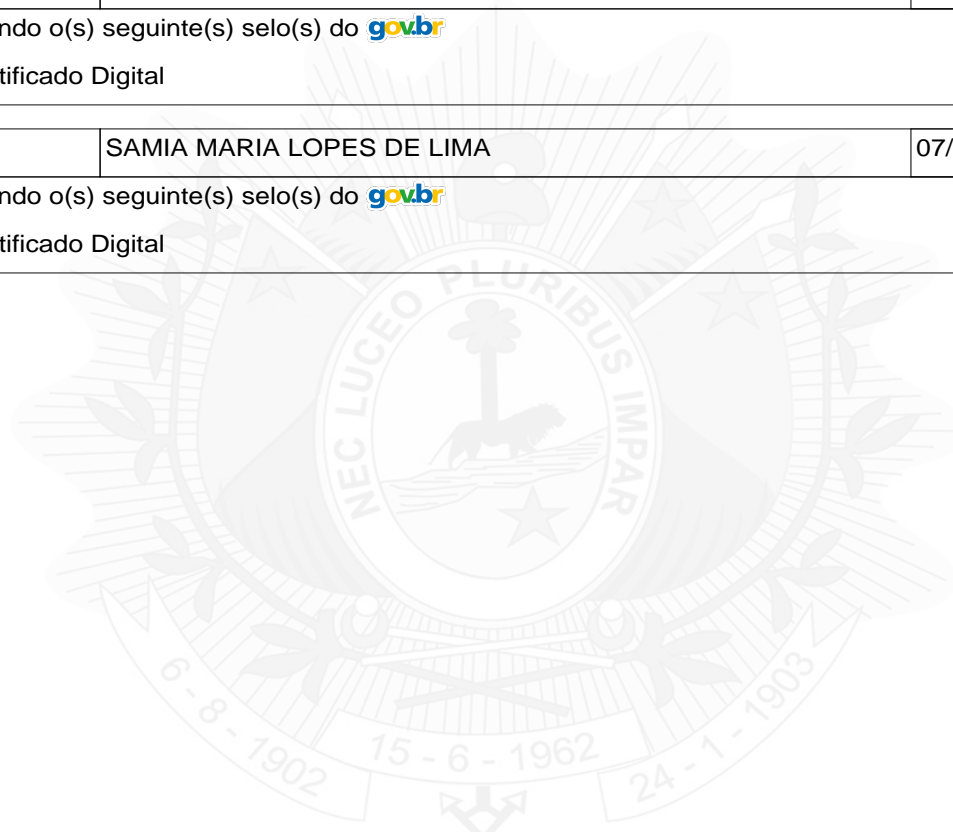 ndo o(s) seguinte(s) selo(s) do gov.br
tificado Digital
SAMIA MARIA LOPES DE LIMA 07/
ndo o(s) seguinte(s) selo(s) do gov.br
tificado Digital
NEC LUCEO PLURIBUS IMPAR
6 - 8 - 1902
15 - 6 - 1962
24 - 1 - 1903